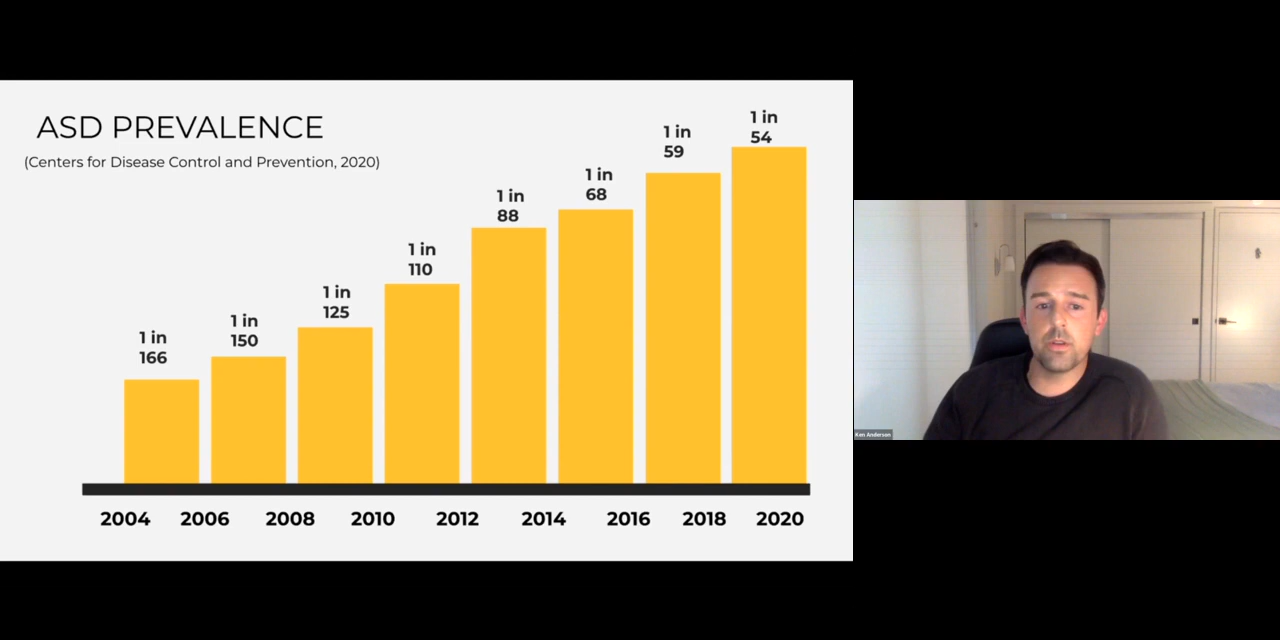 ASD PREVALENCE
(Centers for Disease Control and Prevention, 2020)
1 in
166
1 in
150
1 in
125
1 in
110
1 in
88
1 in
68
1 in
59
1 in
54
2004 2006 2008 2010 2012 2014 2016 2018 2020
Ken Anderson